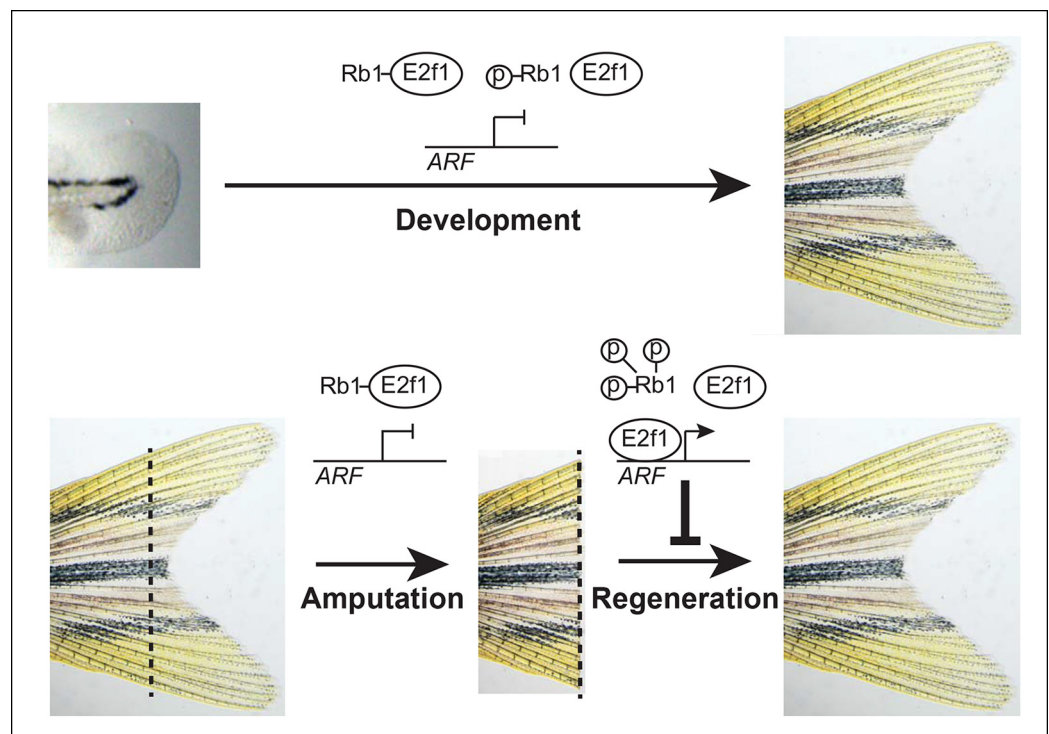 Rb1 E2f1 p Rb1 E2f1
ARF
Development
Rb1 E2f1
ARF
Amputation
p p
p Rb1 E2f1
E2f1
ARF
Regeneration